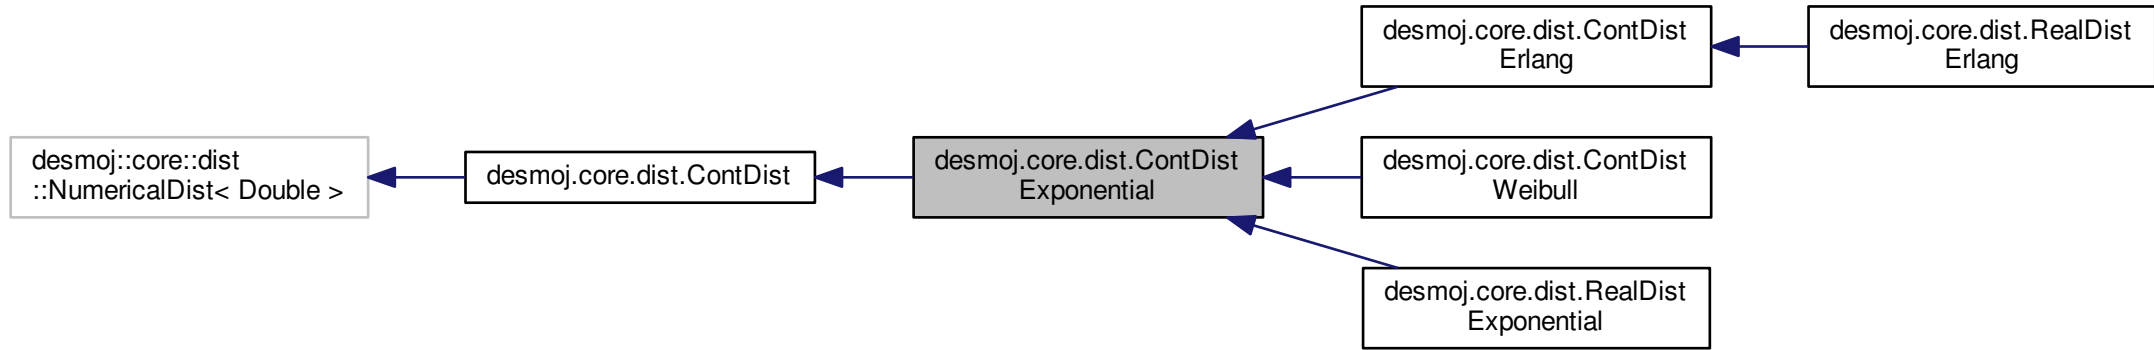 desmoj::core::dist
::NumericalDist< Double >
desmoj.core.dist.ContDist
desmoj.core.dist.ContDist
Exponential
desmoj.core.dist.ContDist
Erlang
desmoj.core.dist.RealDist
Erlang
desmoj.core.dist.ContDist
Weibull
desmoj.core.dist.RealDist
Exponential